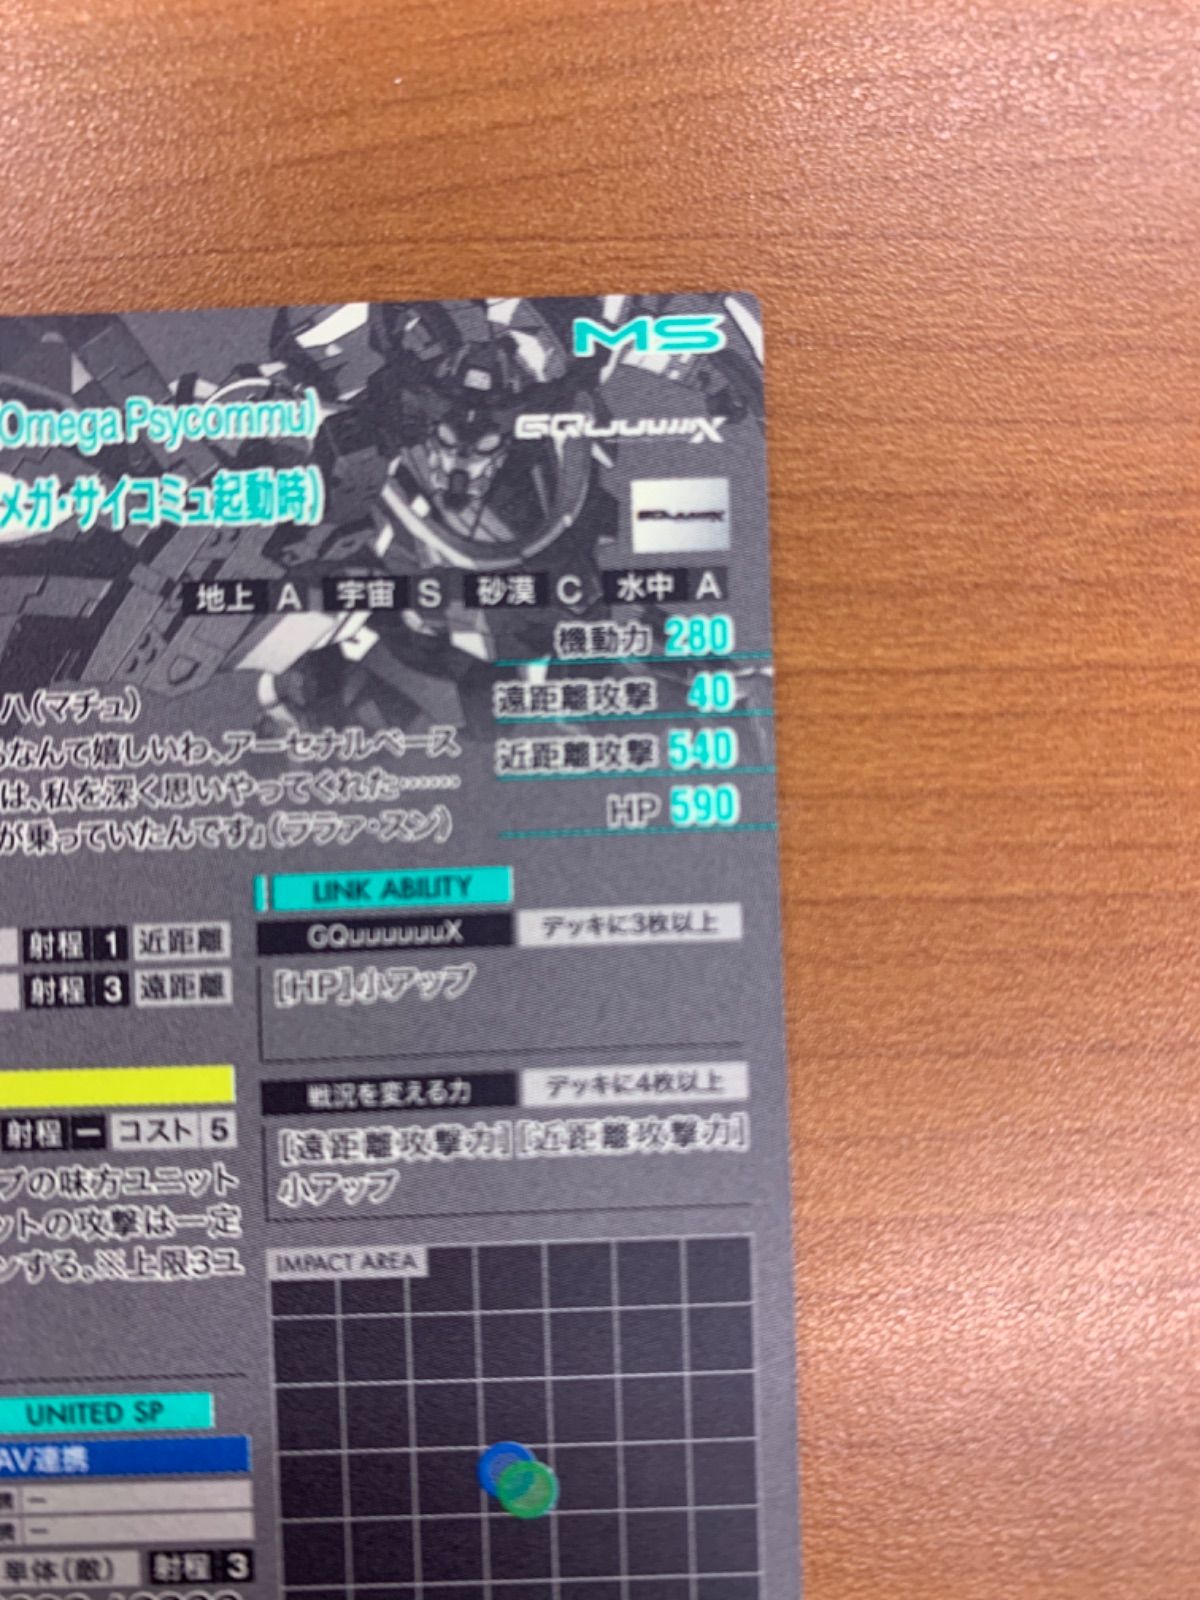 MS
(Omega Psycommu)
GQuuuuuuX
メガ・サイコミュ起動時)
GQuuuuuuX
地上 A 宇宙 S 砂漠 C 水中 A
機動力 280
遠距離攻撃 40
近距離攻撃 540
HP 590
ハ(マチュ)
なんて嬉しいわ、アーセナルベース
は、私を深く思いやってくれた……
が乗っていたんです」(ララァ・スン)
射程 1 近距離
射程 3 遠距離
射程 ー コスト 5
プの味方ユニット
ットの攻撃は一定
ンする。※上限3ユ
UNITED SP
AV連携
携 ー
携 ー
単体(敵) 射程 3
LINK ABILITY
GQuuuuuuX デッキに3枚以上
[HP]小アップ
戦況を変える力 デッキに4枚以上
[遠距離攻撃力][近距離攻撃力]
小アップ
IMPACT AREA